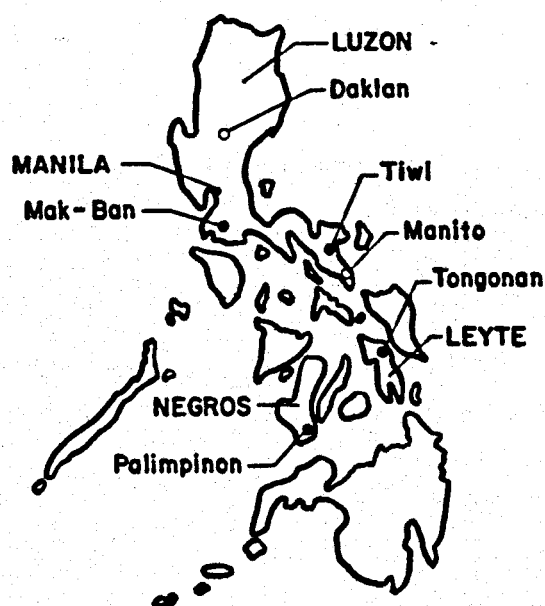 LUZON
Daklan
MANILA
Tiwi
Mak-Ban
Manito
Tongonan
LEYTE
NEGROS
Palimpinon